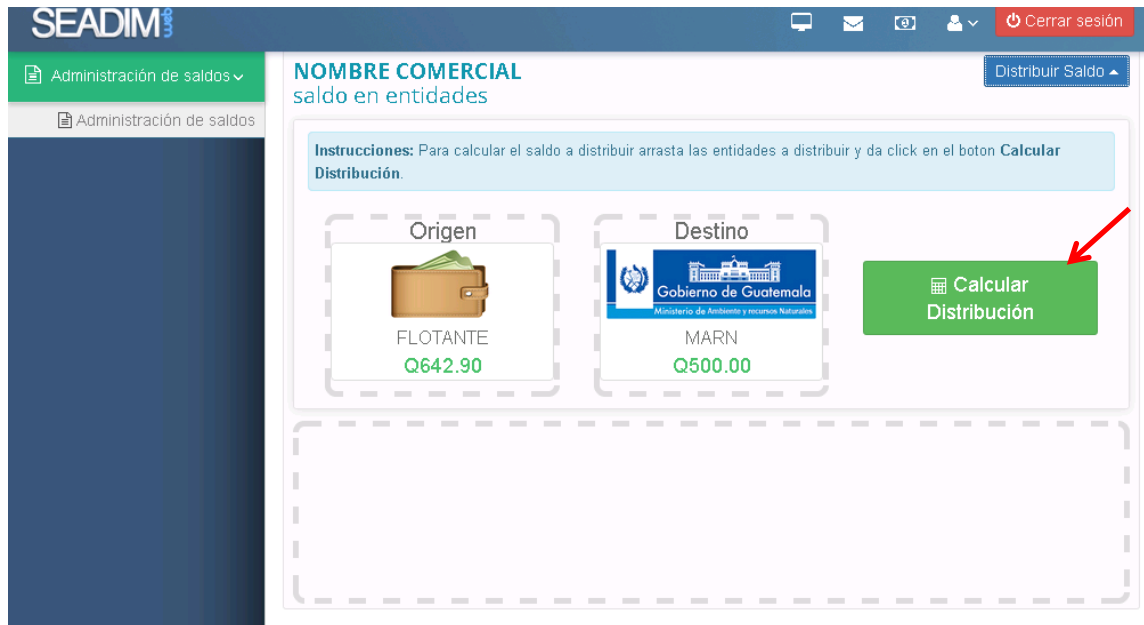 SEADIM web
Cerrar sesión
Administración de saldos
Administración de saldos
NOMBRE COMERCIAL
saldo en entidades
Distribuir Saldo
Instrucciones: Para calcular el saldo a distribuir arrasta las entidades a distribuir y da click en el boton Calcular
Distribución.
Origen
FLOTANTE
Q642.90
Destino
Gobierno de Guatemala
Ministerio de Ambiente y recursos Naturales
MARN
Q500.00
Calcular
Distribución